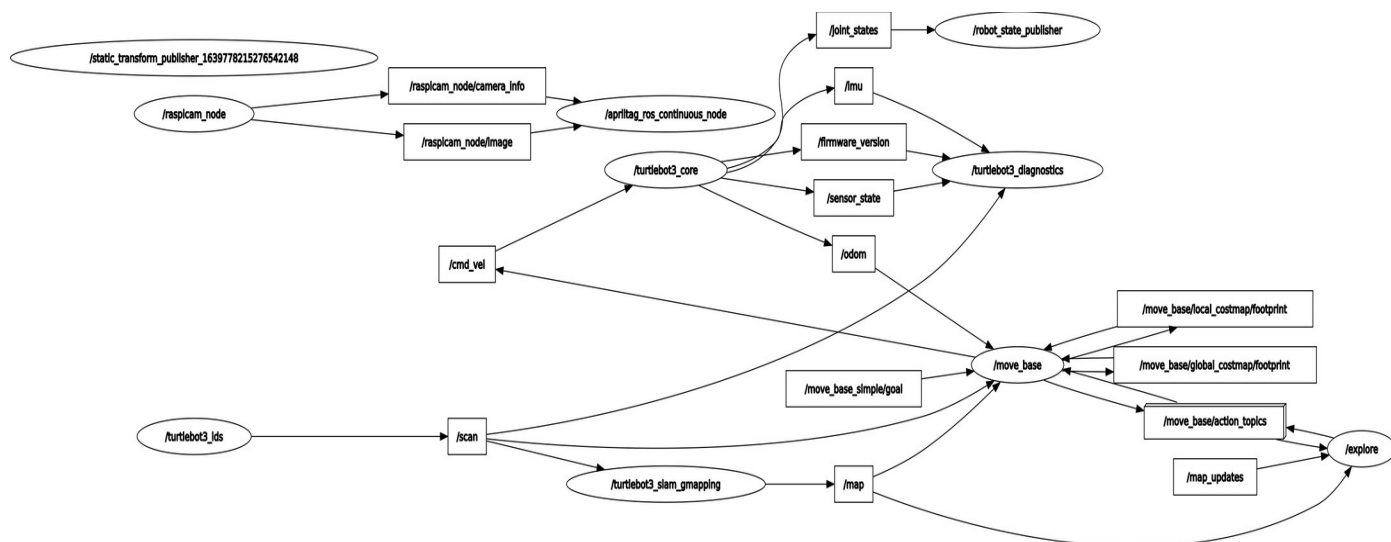 /joint_states
/robot_state_publisher
/static_transform_publisher_1639778215276542148
/raspicam_node/camera_info
/imu
/raspicam_node
/apriltag_ros_continuous_node
/raspicam_node/image
/firmware_version
/turtlebot3_core
/turtlebot3_diagnostics
/sensor_state
/odom
/cmd_vel
/move_base/local_costmap/footprint
/move_base
/move_base/global_costmap/footprint
/move_base_simple/goal
/move_base/action_topics
/turtlebot3_lds
/scan
/explore
/map_updates
/turtlebot3_slam_gmapping
/map